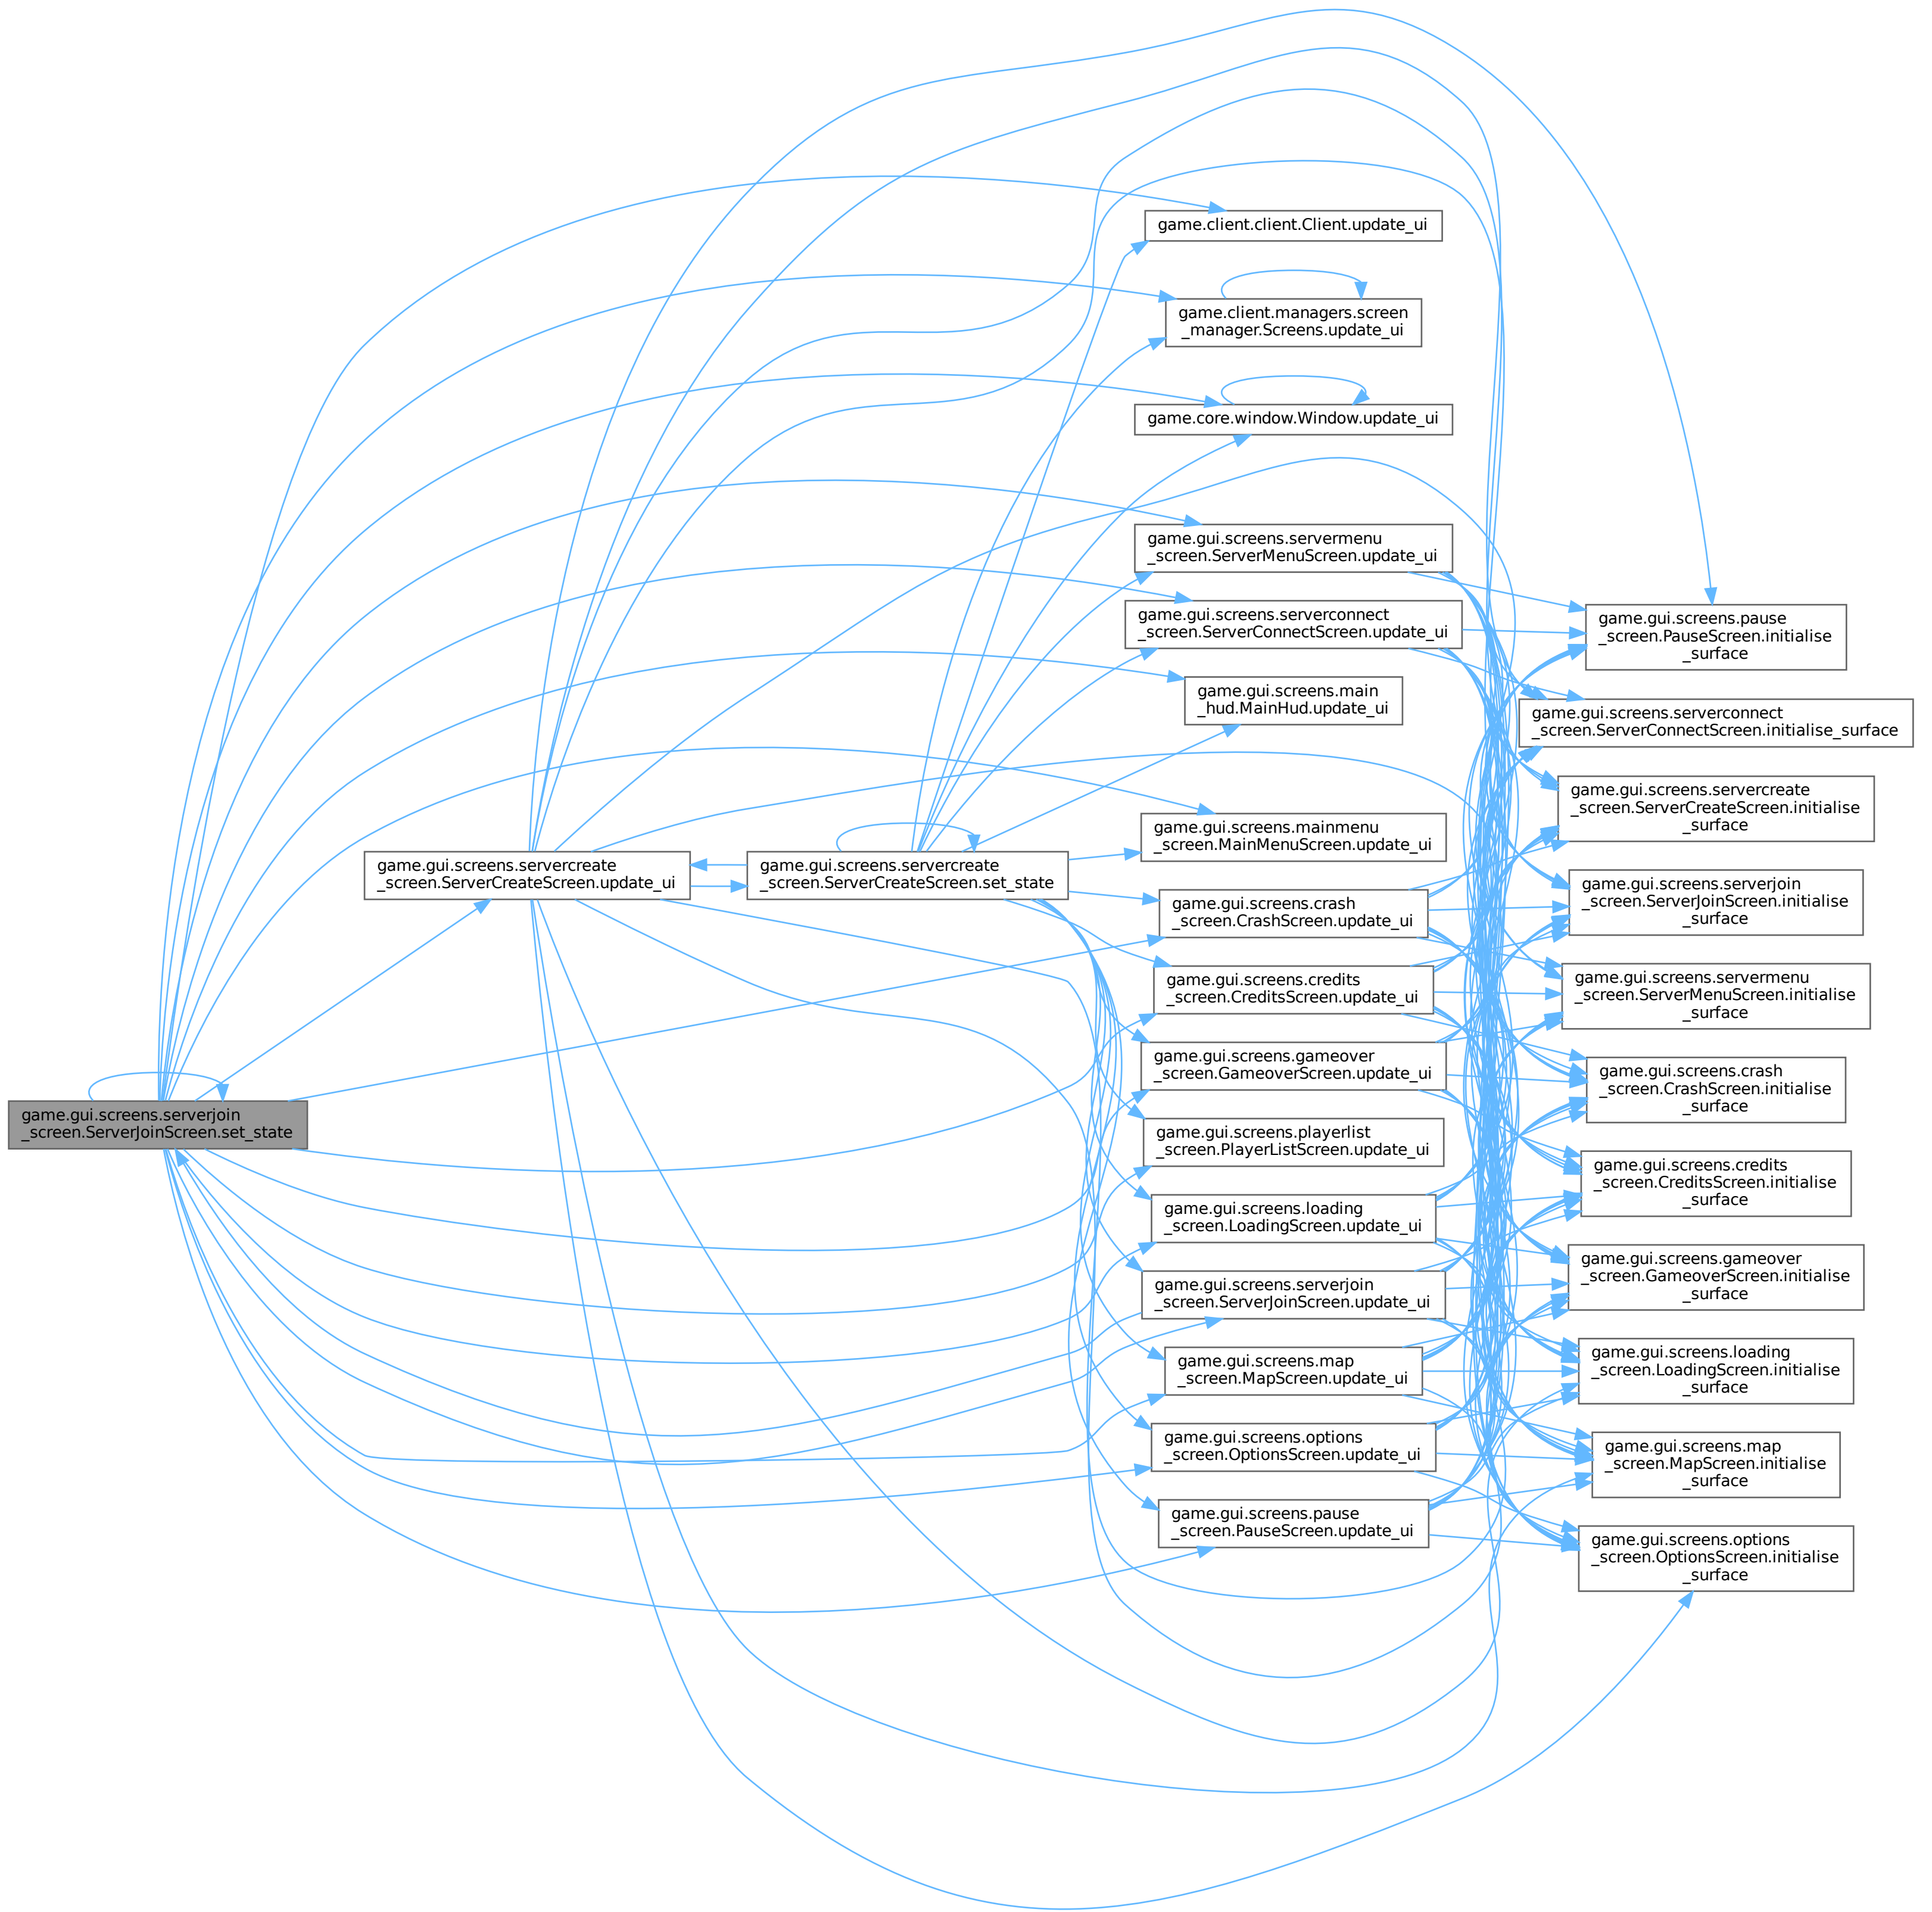 game.gui.screens.serverjoin
_screen.ServerJoinScreen.set_state
game.gui.screens.servercreate
_screen.ServerCreateScreen.update_ui
game.gui.screens.servercreate
_screen.ServerCreateScreen.set_state
game.client.client.Client.update_ui
game.client.managers.screen
_manager.Screens.update_ui
game.core.window.Window.update_ui
game.gui.screens.servermenu
_screen.ServerMenuScreen.update_ui
game.gui.screens.serverconnect
_screen.ServerConnectScreen.update_ui
game.gui.screens.main
_hud.MainHud.update_ui
game.gui.screens.mainmenu
_screen.MainMenuScreen.update_ui
game.gui.screens.crash
_screen.CrashScreen.update_ui
game.gui.screens.credits
_screen.CreditsScreen.update_ui
game.gui.screens.gameover
_screen.GameoverScreen.update_ui
game.gui.screens.playerlist
_screen.PlayerListScreen.update_ui
game.gui.screens.loading
_screen.LoadingScreen.update_ui
game.gui.screens.serverjoin
_screen.ServerJoinScreen.update_ui
game.gui.screens.map
_screen.MapScreen.update_ui
game.gui.screens.options
_screen.OptionsScreen.update_ui
game.gui.screens.pause
_screen.PauseScreen.update_ui
game.gui.screens.pause
_screen.PauseScreen.initialise
_surface
game.gui.screens.serverconnect
_screen.ServerConnectScreen.initialise_surface
game.gui.screens.servercreate
_screen.ServerCreateScreen.initialise
_surface
game.gui.screens.serverjoin
_screen.ServerJoinScreen.initialise
_surface
game.gui.screens.servermenu
_screen.ServerMenuScreen.initialise
_surface
game.gui.screens.crash
_screen.CrashScreen.initialise
_surface
game.gui.screens.credits
_screen.CreditsScreen.initialise
_surface
game.gui.screens.gameover
_screen.GameoverScreen.initialise
_surface
game.gui.screens.loading
_screen.LoadingScreen.initialise
_surface
game.gui.screens.map
_screen.MapScreen.initialise
_surface
game.gui.screens.options
_screen.OptionsScreen.initialise
_surface